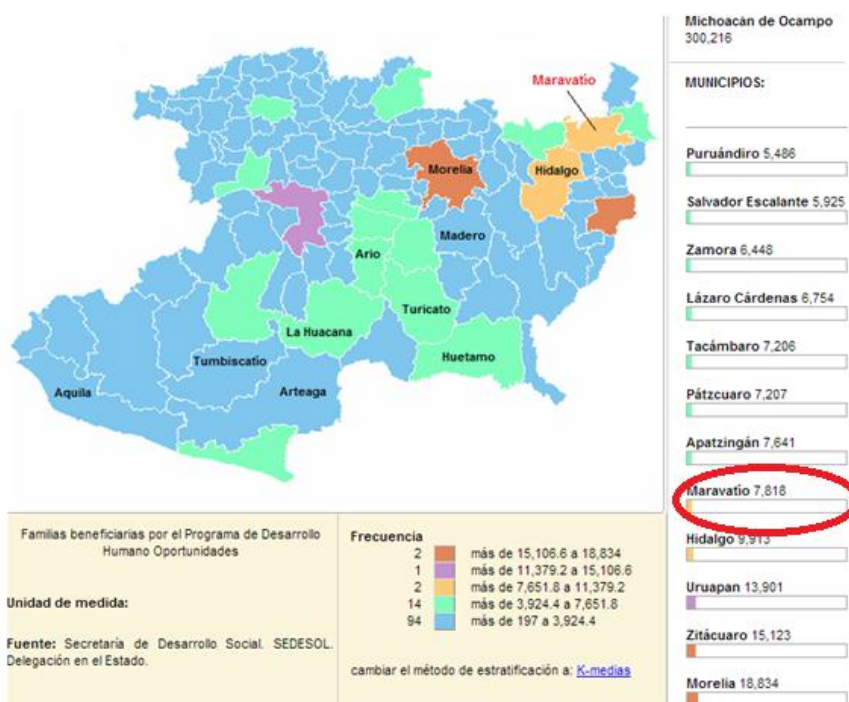 Maravatío
Morelia
Hidalgo
Madero
Ario
Turicato
La Huacana
Huetamo
Tumbiscatío
Arteaga
Aquila
Michoacán de Ocampo
300,216
MUNICIPIOS:
Puruándiro 5,486
Salvador Escalante 5,925
Zamora 6,448
Lázaro Cárdenas 6,754
Tacámbaro 7,206
Pátzcuaro 7,207
Apatzingán 7,641
Maravatío 7,818
Hidalgo 9,913
Uruapan 13,901
Zitácuaro 15,123
Morelia 18,834
Familias beneficiarias por el Programa de Desarrollo
Humano Oportunidades
Unidad de medida:
Fuente: Secretaría de Desarrollo Social. SEDESOL.
Delegación en el Estado.
Frecuencia
2 más de 15,106.6 a 18,834
1 más de 11,379.2 a 15,106.6
2 más de 7,651.8 a 11,379.2
14 más de 3,924.4 a 7,651.8
94 más de 197 a 3,924.4
cambiar el método de estratificación a: K-medias